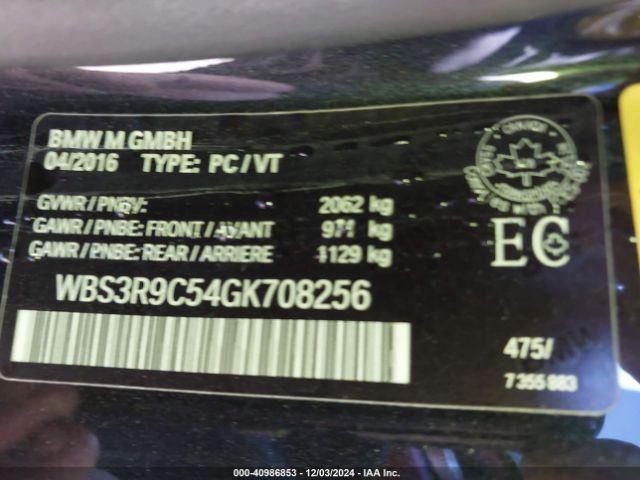 BMW M GMBH
04/2016 TYPE: PC/VT
GVWR/PNBV: 2062 kg
GAWR/PNBE: FRONT/AVANT kg
GAWR/PNBE: REAR/ARRIERE 1129 kg
EC
WBS3R9C54GK708256
475/
7 355 883
000-40986853 - 12/03/2024 - IAA Inc.